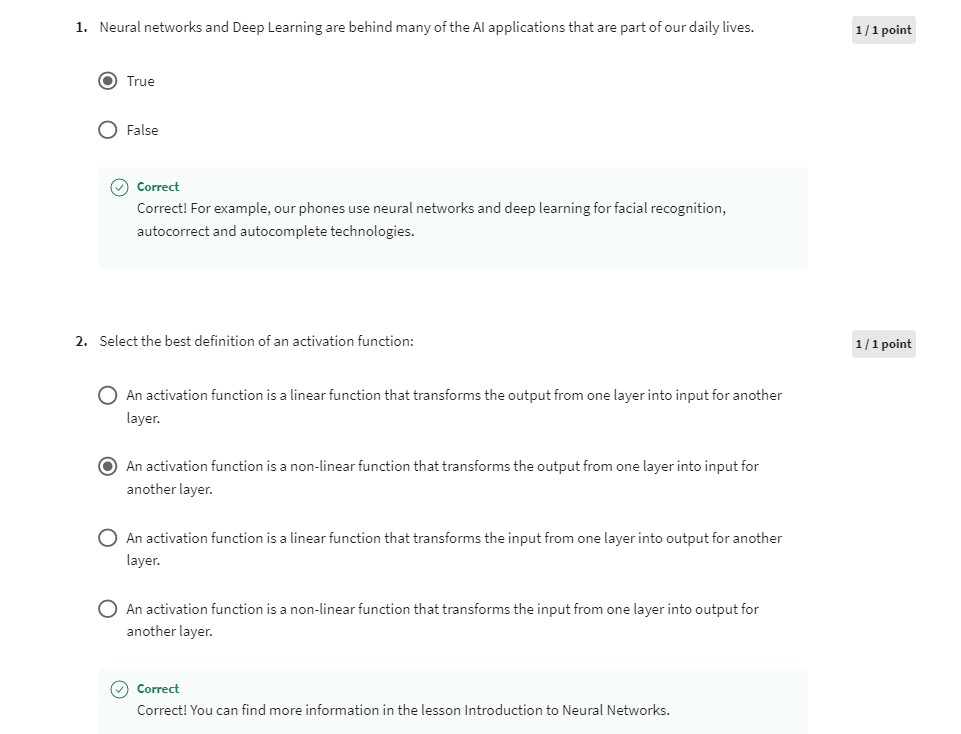 1. Neural networks and Deep Learning are behind many of the AI applications that are part of our daily lives.
1 / 1 point
True
False
Correct
Correct! For example, our phones use neural networks and deep learning for facial recognition,
autocorrect and autocomplete technologies.
2. Select the best definition of an activation function:
1 / 1 point
An activation function is a linear function that transforms the output from one layer into input for another
layer.
An activation function is a non-linear function that transforms the output from one layer into input for
another layer.
An activation function is a linear function that transforms the input from one layer into output for another
layer.
An activation function is a non-linear function that transforms the input from one layer into output for
another layer.
Correct
Correct! You can find more information in the lesson Introduction to Neural Networks.